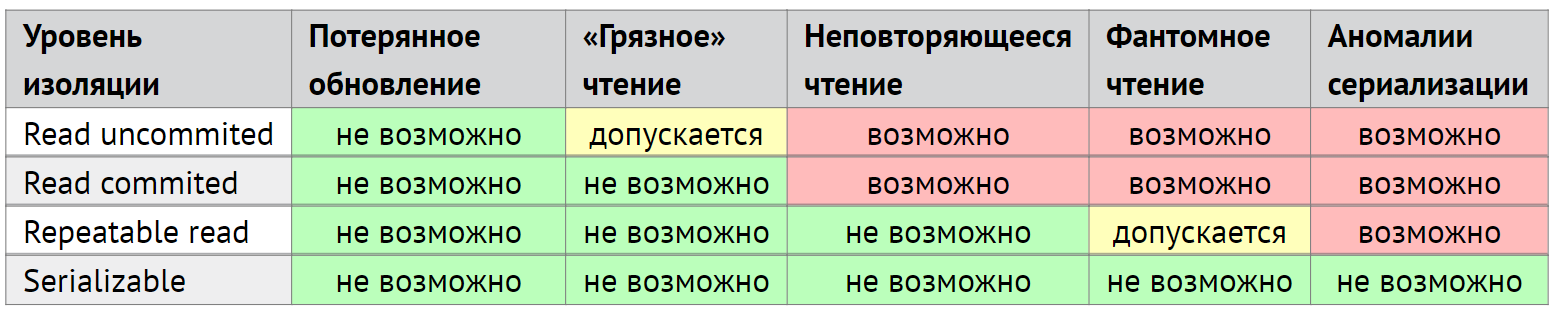 Уровень изоляции Потерянное обновление «Грязное» чтение Неповторяющееся чтение Фантомное чтение Аномалии сериализации
Read uncommited не возможно допускается возможно возможно возможно
Read commited не возможно не возможно возможно возможно возможно
Repeatable read не возможно не возможно не возможно допускается возможно
Serializable не возможно не возможно не возможно не возможно не возможно